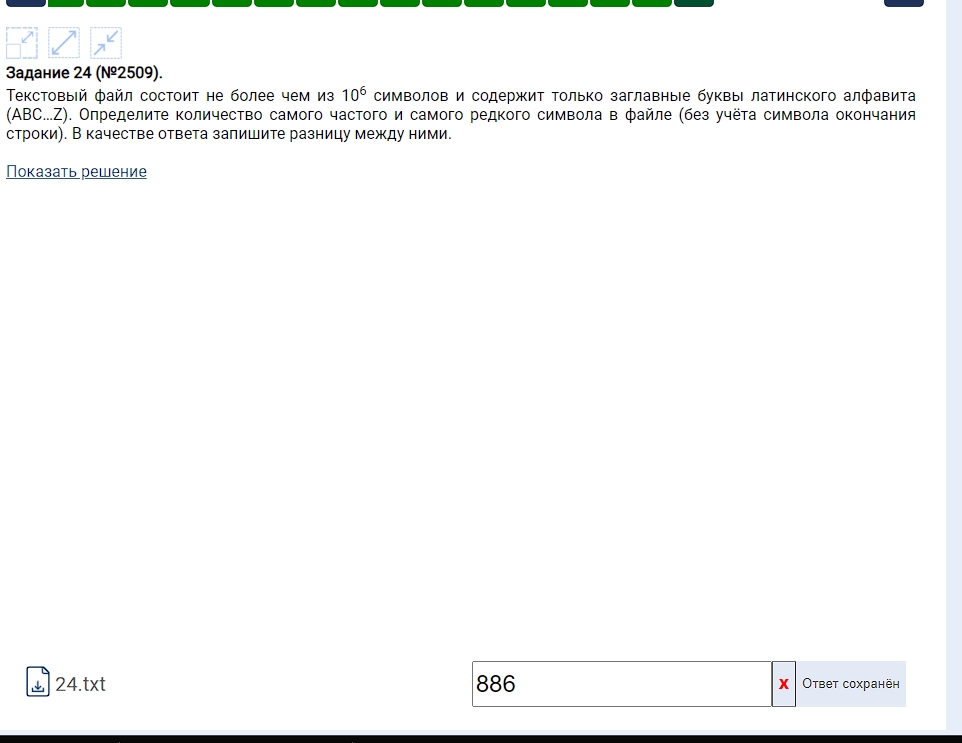 Задание 24 (№2509).
Текстовый файл состоит не более чем из 10⁶ символов и содержит только заглавные буквы латинского алфавита
(ABC...Z). Определите количество самого частого и самого редкого символа в файле (без учёта символа окончания
строки). В качестве ответа запишите разницу между ними.
Показать решение
24.txt
886
x
Ответ сохранён